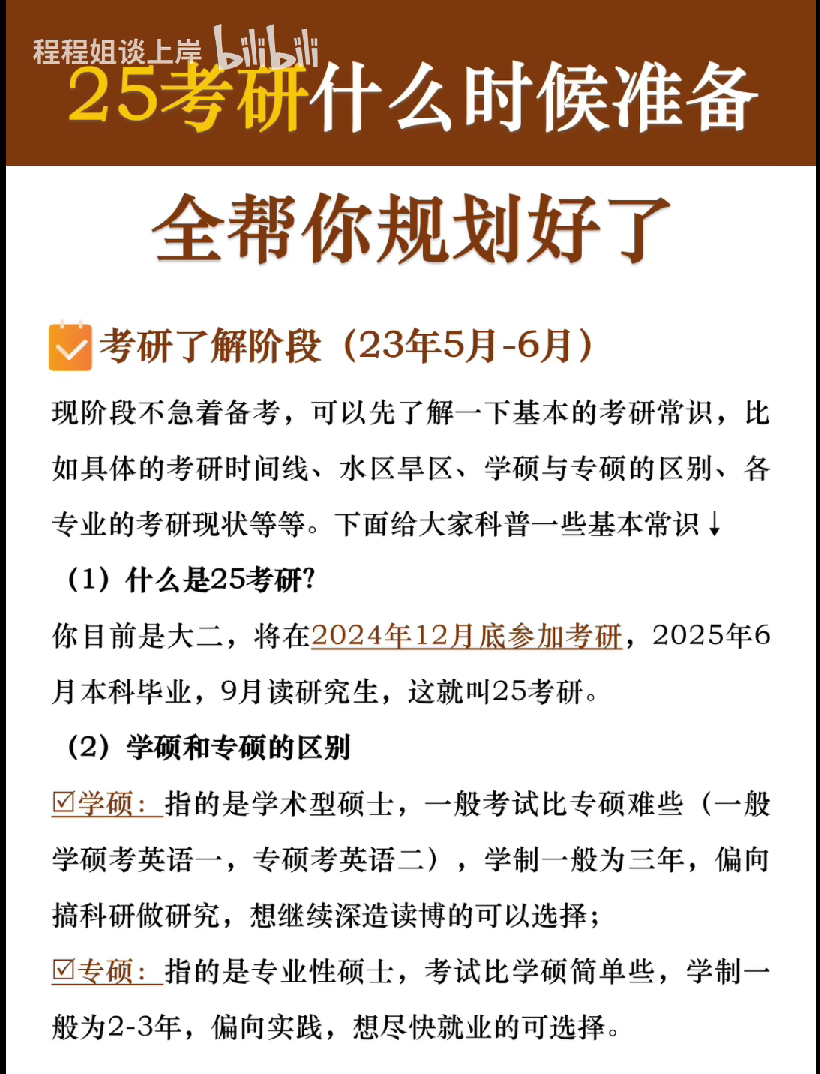 程程姐谈上岸 bilibili
25考研什么时候准备
全帮你规划好了
考研了解阶段（23年5月-6月）
现阶段不急着备考，可以先了解一下基本的考研常识，比
如具体的考研时间线、水区旱区、学硕与专硕的区别、各
专业的考研现状等等。下面给大家科普一些基本常识↓
（1）什么是25考研？
你目前是大二，将在2024年12月底参加考研，2025年6
月本科毕业，9月读研究生，这就叫25考研。
（2）学硕和专硕的区别
☑学硕：指的是学术型硕士，一般考试比专硕难些（一般
学硕考英语一，专硕考英语二），学制一般为三年，偏向
搞科研做研究，想继续深造读博的可以选择；
☑专硕：指的是专业性硕士，考试比学硕简单些，学制一
般为2-3年，偏向实践，想尽快就业的可选择。